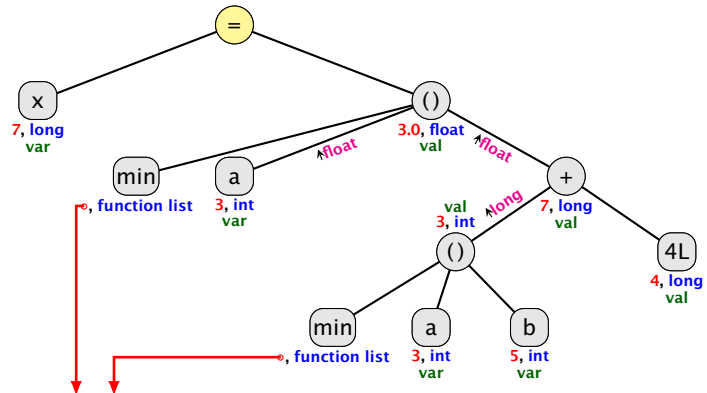 =
x
7, long
var
()
3.0, float
val
float
float
min
, function list
a
3, int
var
+
7, long
val
long
val
3, int
()
4L
4, long
val
min
, function list
a
3, int
var
b
5, int
var